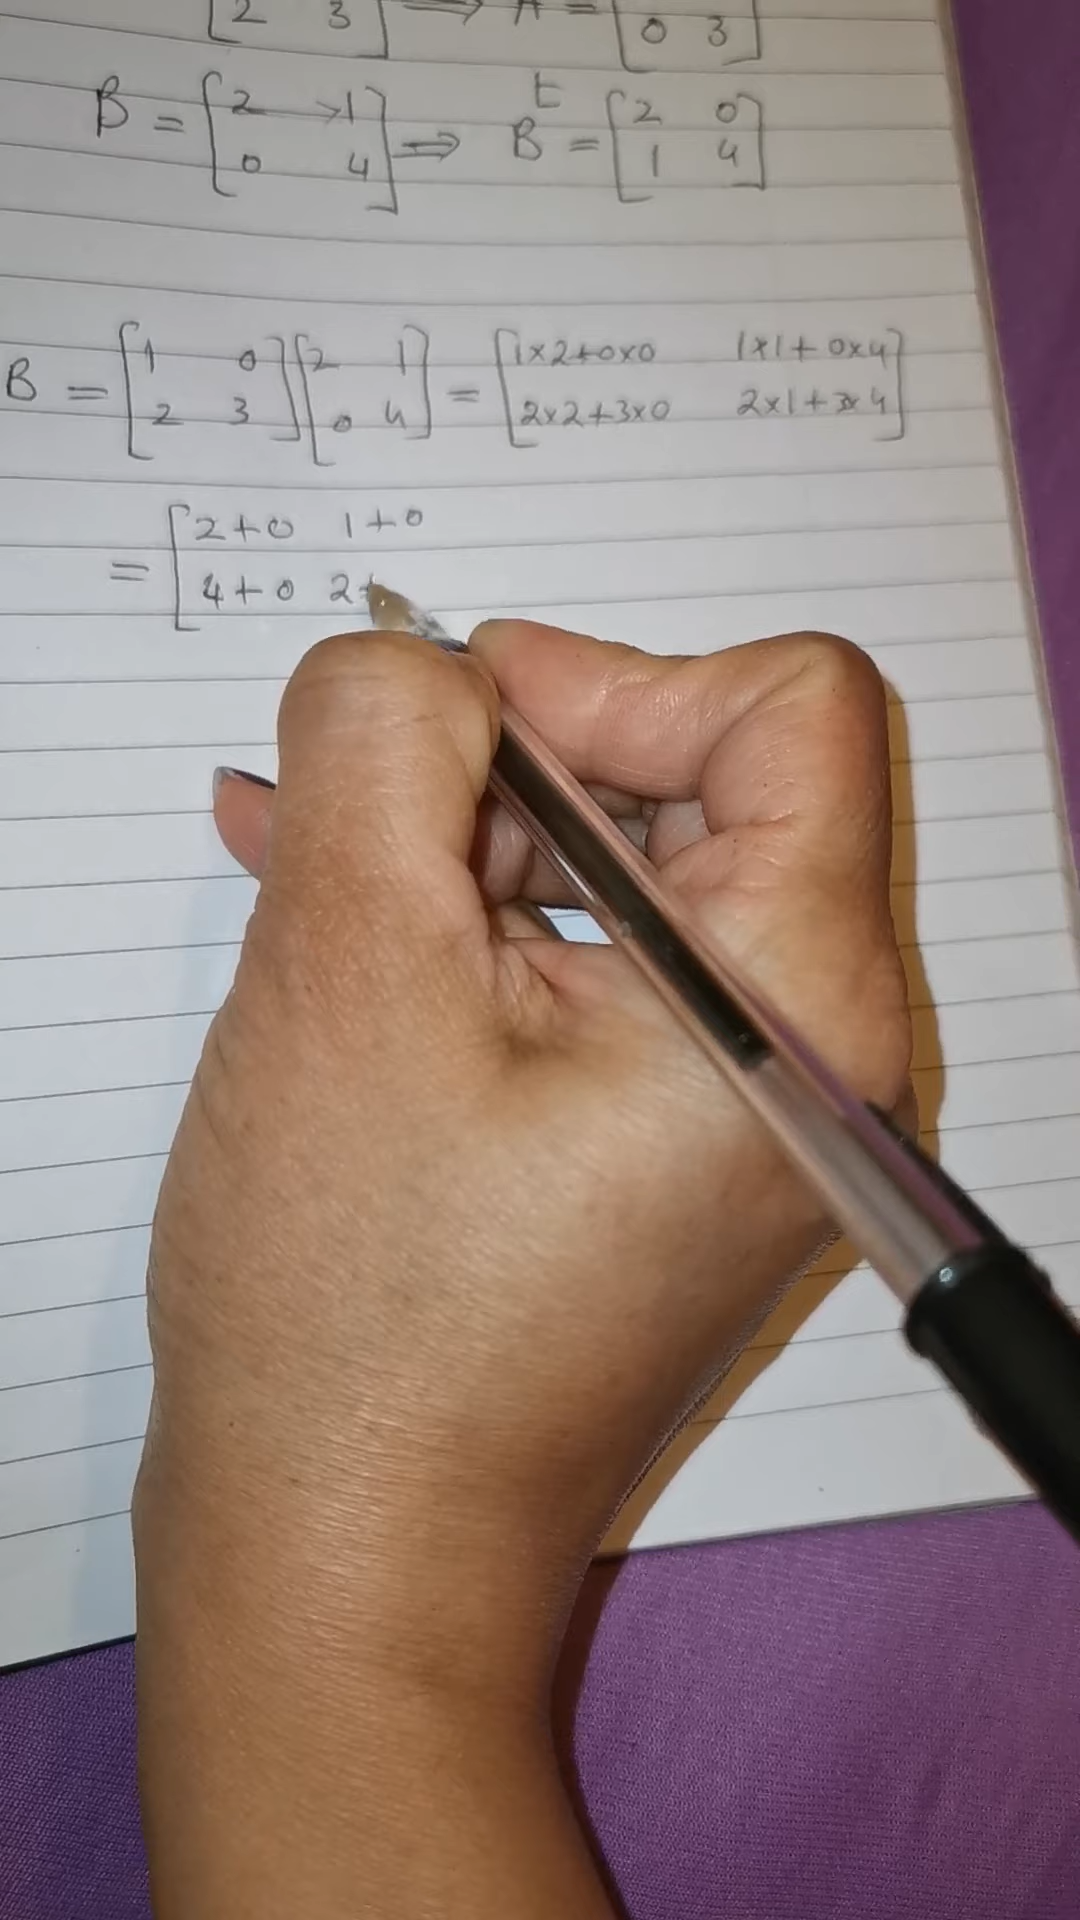 [2 3] ⟹ A = [0 3]
B = [2 1
0 4] ⟹ Bᵗ = [2 0
1 4]
B = [1 0
2 3] [2 1
0 4] = [1×2+0×0 1×1+0×4
2×2+3×0 2×1+3×4]
= [2+0 1+0
4+0 2+